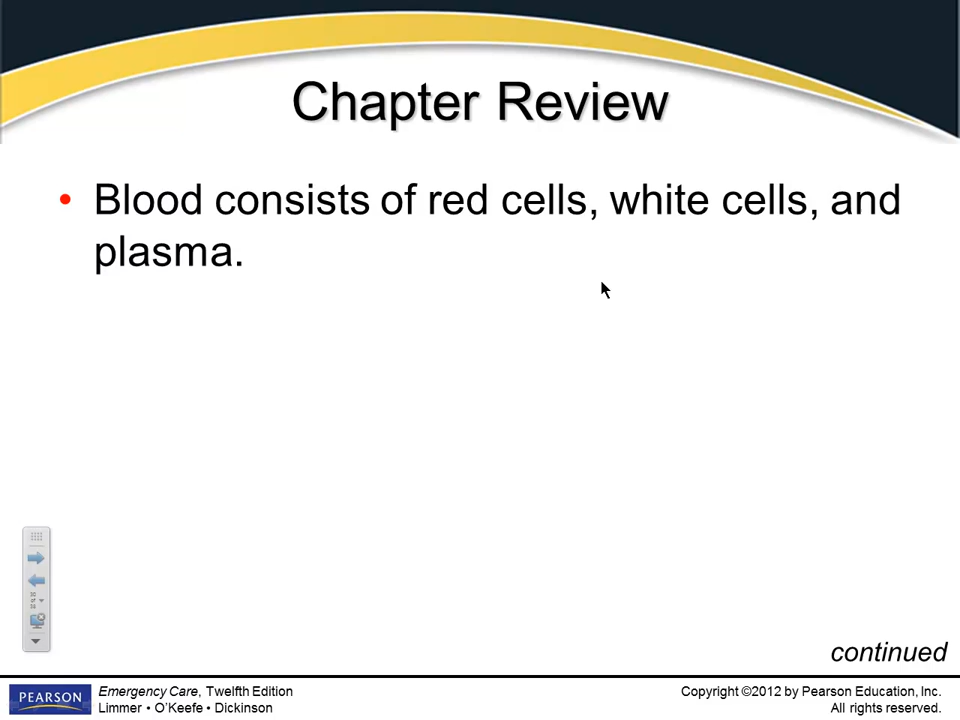 Chapter Review
• Blood consists of red cells, white cells, and
plasma.
continued
PEARSON
Emergency Care, Twelfth Edition
Limmer • O’Keefe • Dickinson
Copyright ©2012 by Pearson Education, Inc.
All rights reserved.